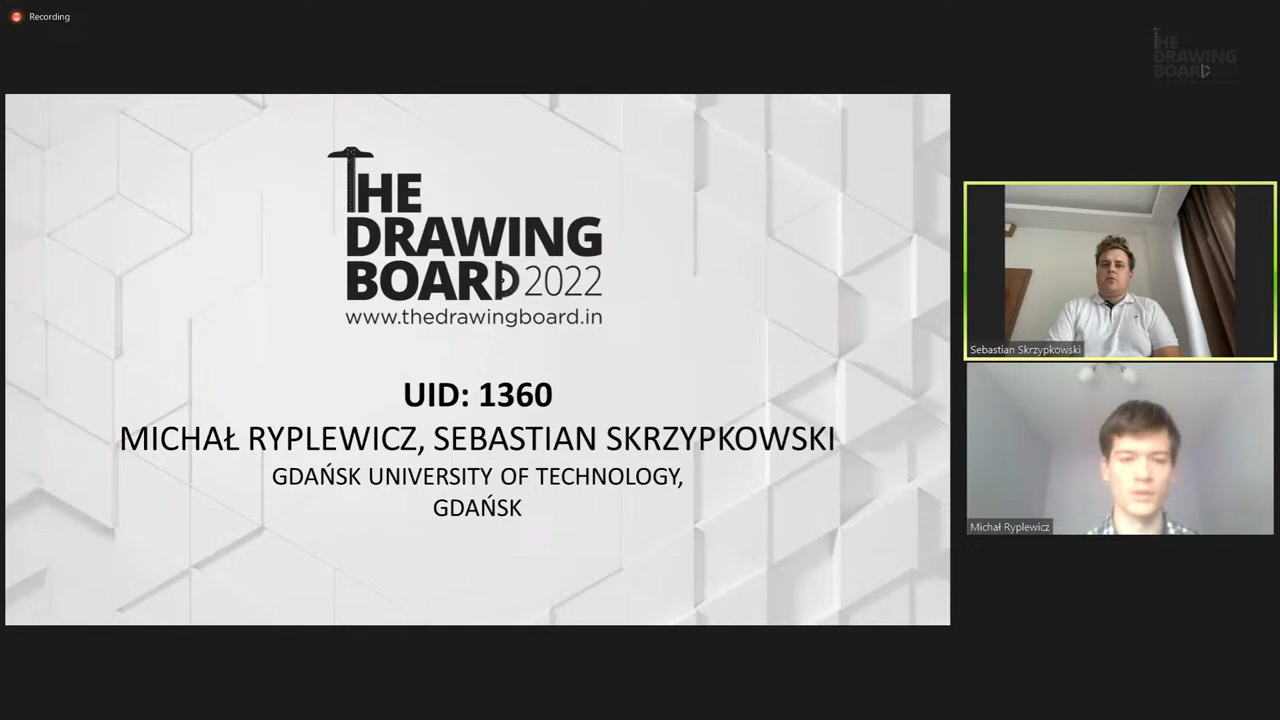 Recording
THE
DRAWING
BOARD
THE
DRAWING
BOARD 2022
www.thedrawingboard.in
UID: 1360
MICHAŁ RYPLEWICZ, SEBASTIAN SKRZYPKOWSKI
GDAŃSK UNIVERSITY OF TECHNOLOGY,
GDAŃSK
Sebastian Skrzypkowski
Michał Ryplewicz